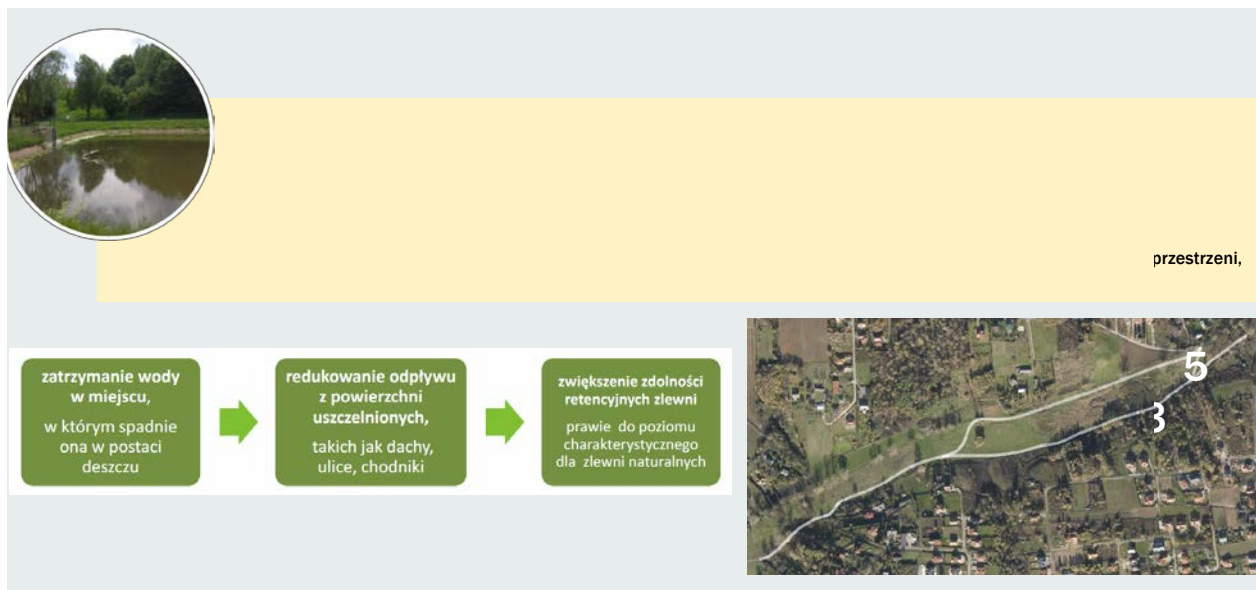 przestrzeni,
zatrzymanie wody
w miejscu,
w którym spadnie
ona w postaci
deszczu
redukowanie odpływu
z powierzchni
uszczelnionych,
takich jak dachy,
ulice, chodniki
zwiększenie zdolności
retencyjnych zlewni
prawie do poziomu
charakterystycznego
dla zlewni naturalnych
5